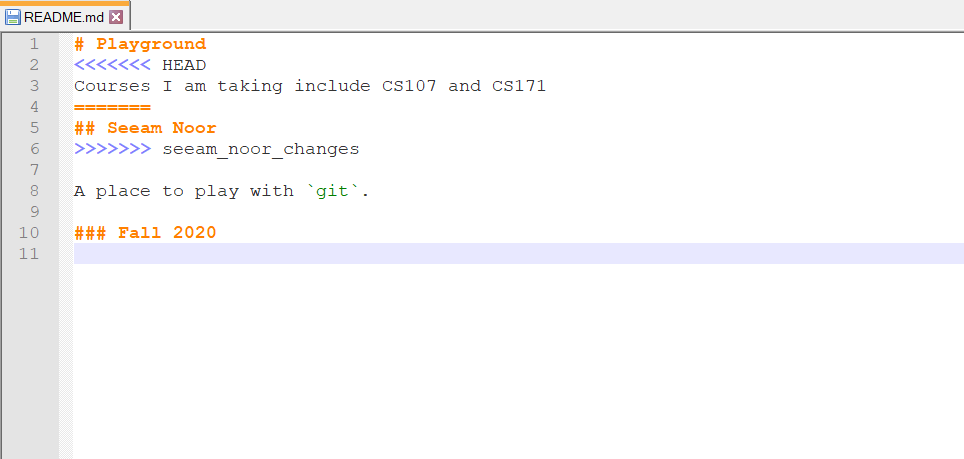 README.md
1 # Playground
2 <<<<<<< HEAD
3 Courses I am taking include CS107 and CS171
4 =======
5 ## Seeam Noor
6 >>>>>>> seeam_noor_changes
7
8 A place to play with `git`.
9
10 ### Fall 2020
11